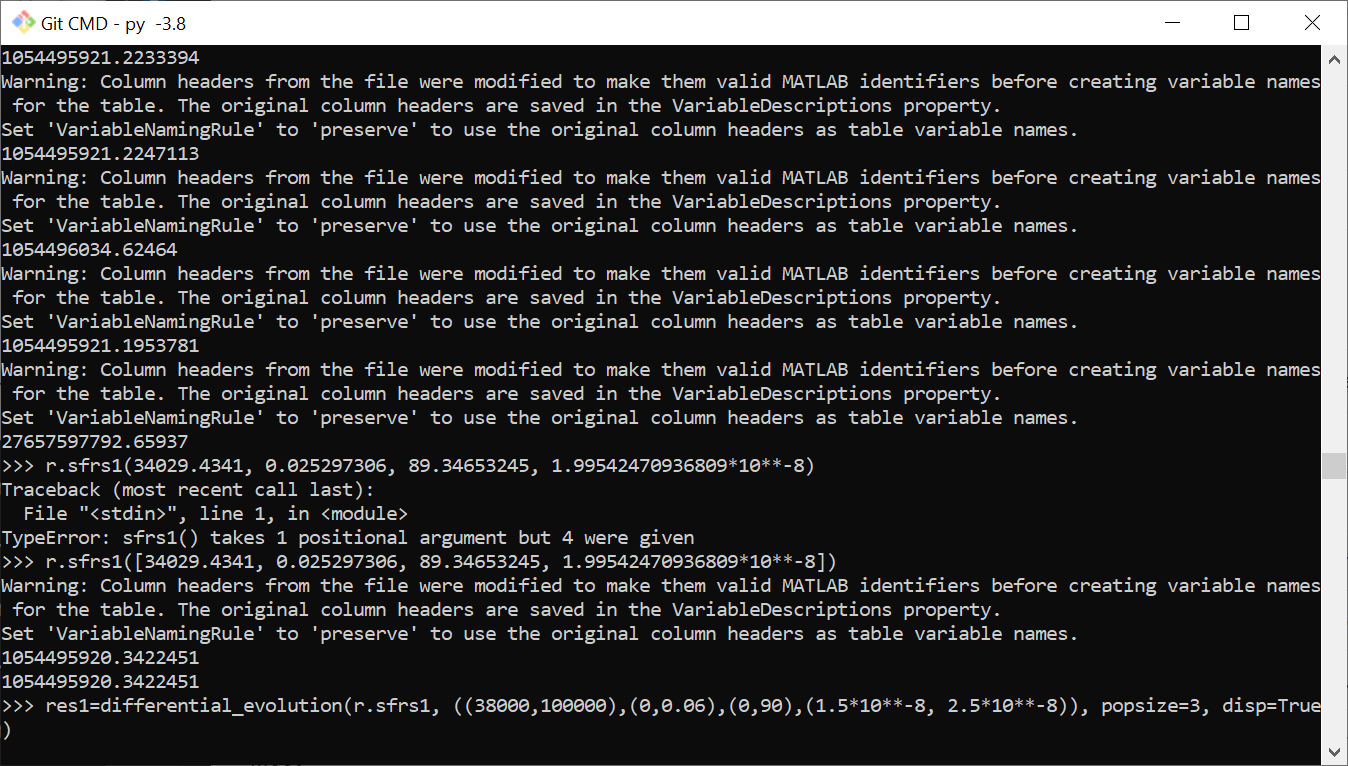 Git CMD - py  -3.8
1054495921.2233394
Warning: Column headers from the file were modified to make them valid MATLAB identifiers before creating variable names
 for the table. The original column headers are saved in the VariableDescriptions property.
Set 'VariableNamingRule' to 'preserve' to use the original column headers as table variable names.
1054495921.2247113
Warning: Column headers from the file were modified to make them valid MATLAB identifiers before creating variable names
 for the table. The original column headers are saved in the VariableDescriptions property.
Set 'VariableNamingRule' to 'preserve' to use the original column headers as table variable names.
1054496034.62464
Warning: Column headers from the file were modified to make them valid MATLAB identifiers before creating variable names
 for the table. The original column headers are saved in the VariableDescriptions property.
Set 'VariableNamingRule' to 'preserve' to use the original column headers as table variable names.
1054495921.1953781
Warning: Column headers from the file were modified to make them valid MATLAB identifiers before creating variable names
 for the table. The original column headers are saved in the VariableDescriptions property.
Set 'VariableNamingRule' to 'preserve' to use the original column headers as table variable names.
27657597792.65937
>>> r.sfrs1(34029.4341, 0.025297306, 89.34653245, 1.99542470936809*10**-8)
Traceback (most recent call last):
  File "<stdin>", line 1, in <module>
TypeError: sfrs1() takes 1 positional argument but 4 were given
>>> r.sfrs1([34029.4341, 0.025297306, 89.34653245, 1.99542470936809*10**-8])
Warning: Column headers from the file were modified to make them valid MATLAB identifiers before creating variable names
 for the table. The original column headers are saved in the VariableDescriptions property.
Set 'VariableNamingRule' to 'preserve' to use the original column headers as table variable names.
1054495920.3422451
1054495920.3422451
>>> res1=differential_evolution(r.sfrs1, ((38000,100000),(0,0.06),(0,90),(1.5*10**-8, 2.5*10**-8)), popsize=3, disp=True
)